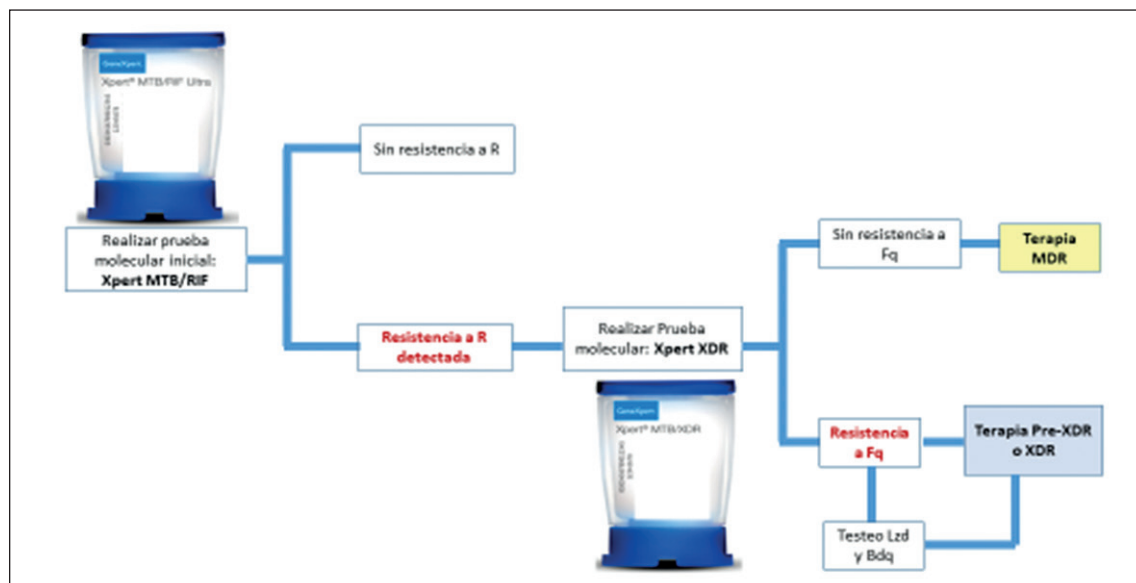 GeneXpert
Xpert® MTB/RIF Ultra
Realizar prueba
molecular inicial:
Xpert MTB/RIF
Sin resistencia a R
Resistencia a R
detectada
Realizar Prueba
molecular: Xpert XDR
GeneXpert
Xpert® MTB/XDR
Sin resistencia a
Fq
Terapia
MDR
Resistencia
a Fq
Terapia Pre-XDR
o XDR
Testeo Lzd
y Bdq